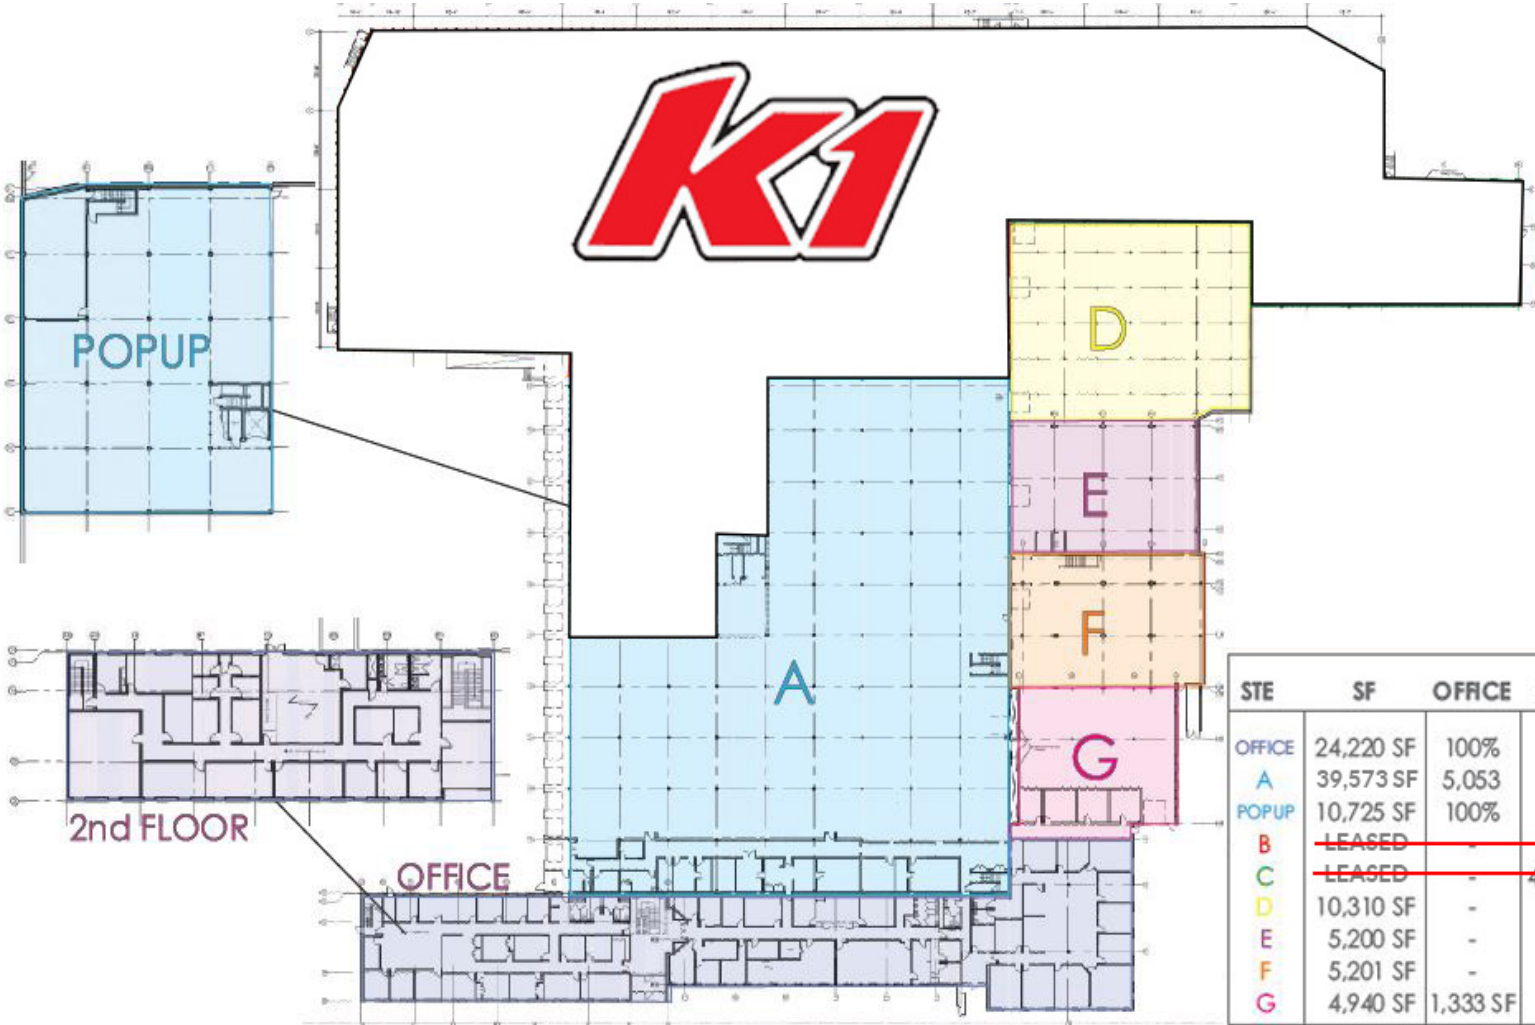 K1
POPUP
D
E
F
A
G
2nd FLOOR
OFFICE
STE SF OFFICE
OFFICE 24,220 SF 100%
A 39,573 SF 5,053
POPUP 10,725 SF 100%
B LEASED -
C LEASED -
D 10,310 SF -
E 5,200 SF -
F 5,201 SF -
G 4,940 SF 1,333 SF